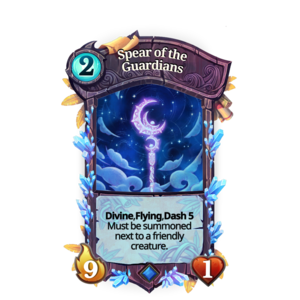 2
Spear of the
Guardians
Divine,Flying,Dash 5
Must be summoned
next to a friendly
creature.
9
1